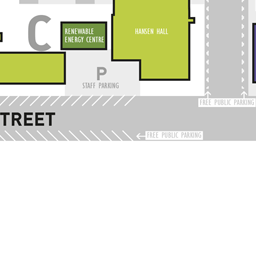 C
RENEWABLE
ENERGY CENTRE
HANSEN HALL
P
STAFF PARKING
FREE PUBLIC PARKING
TREET
FREE PUBLIC PARKING